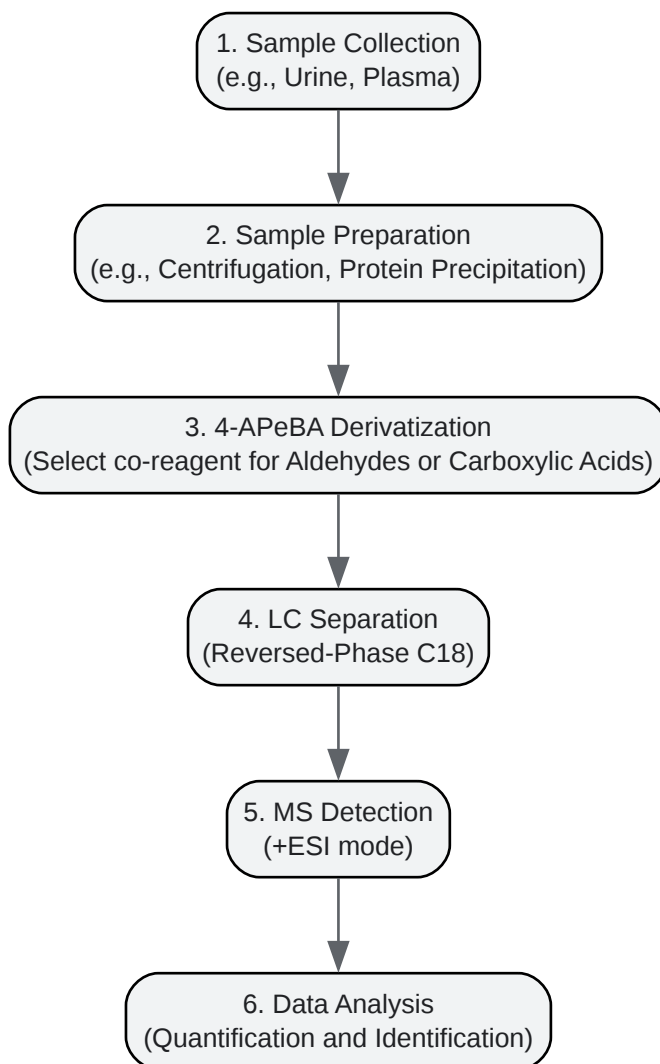 1. Sample Collection
(e.g., Urine, Plasma)
2. Sample Preparation
(e.g., Centrifugation, Protein Precipitation)
3. 4-APeBA Derivatization
(Select co-reagent for Aldehydes or Carboxylic Acids)
4. LC Separation
(Reversed-Phase C18)
5. MS Detection
(+ESI mode)
6. Data Analysis
(Quantification and Identification)